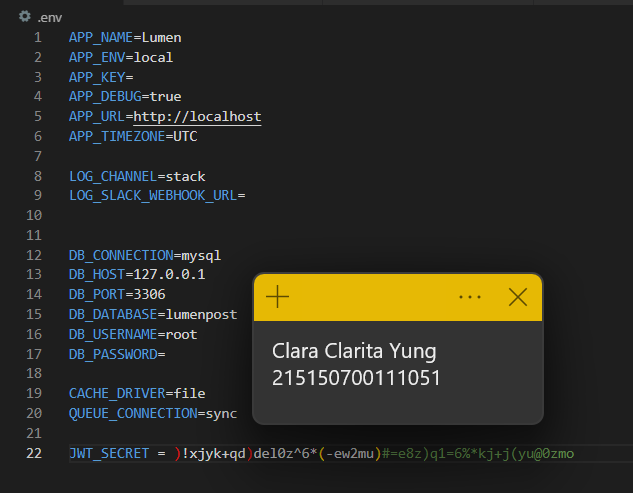 .env
1 APP_NAME=Lumen
2 APP_ENV=local
3 APP_KEY=
4 APP_DEBUG=true
5 APP_URL=http://localhost
6 APP_TIMEZONE=UTC
7
8 LOG_CHANNEL=stack
9 LOG_SLACK_WEBHOOK_URL=
10
11
12 DB_CONNECTION=mysql
13 DB_HOST=127.0.0.1
14 DB_PORT=3306
15 DB_DATABASE=lumenpost
16 DB_USERNAME=root
17 DB_PASSWORD=
18
19 CACHE_DRIVER=file
20 QUEUE_CONNECTION=sync
21
22 JWT_SECRET = )!xjyk+qd)del0z^6*(-ew2mu)#=e8z)q1=6%*kj+j(yu@0zmo
Clara Clarita Yung
215150700111051